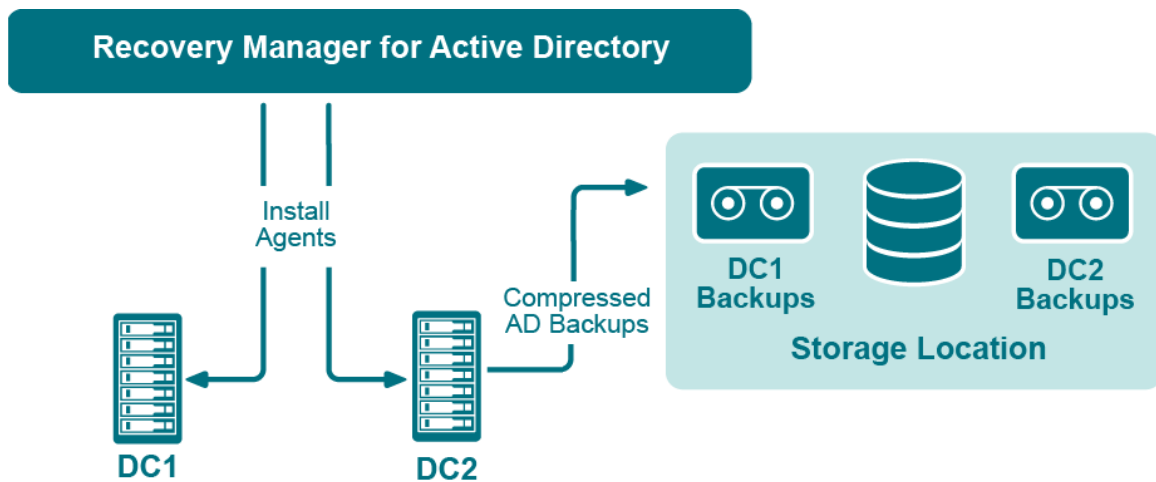 Recovery Manager for Active Directory
Install
Agents
Compressed
AD Backups
DC1
Backups
DC2
Backups
Storage Location
DC1
DC2